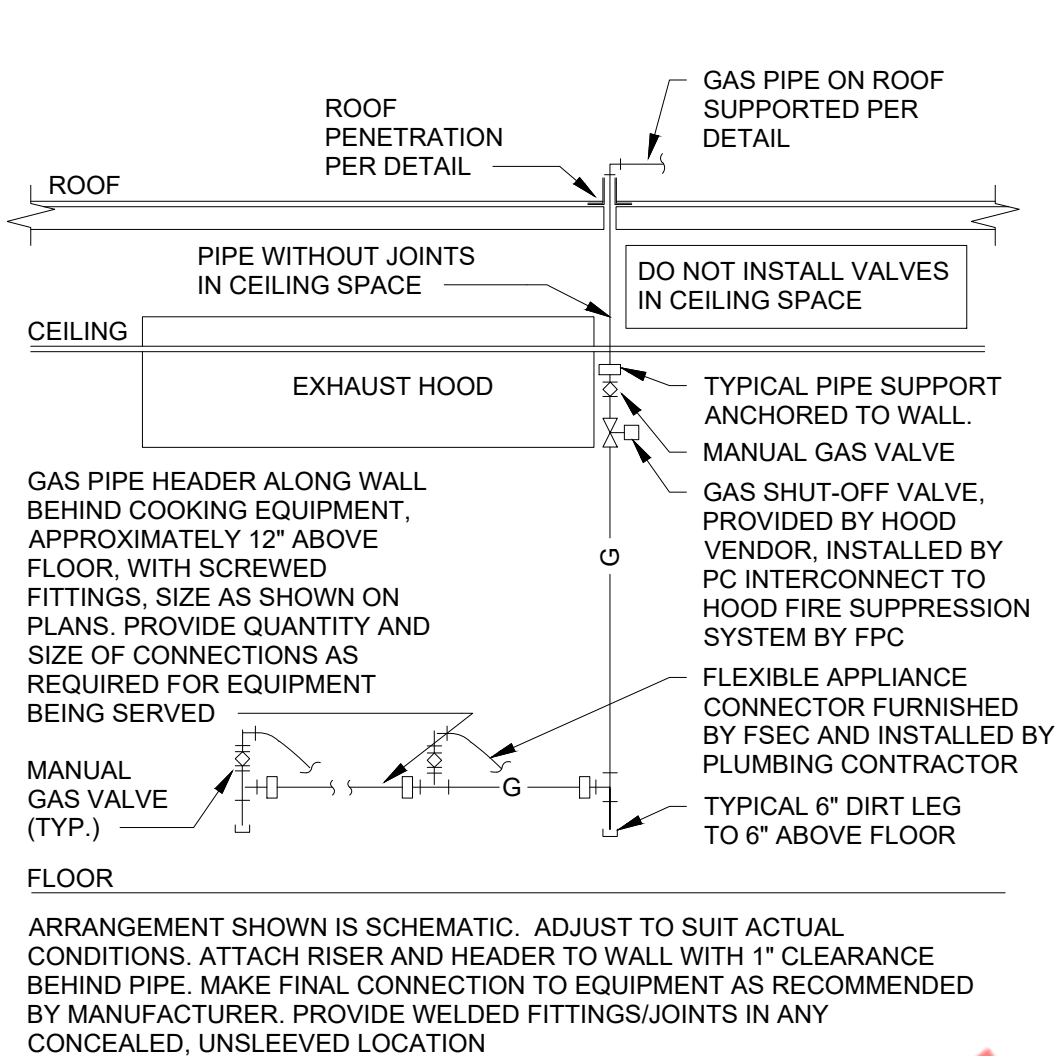 GAS PIPE ON ROOF
SUPPORTED PER
DETAIL
ROOF
PENETRATION
PER DETAIL
ROOF
PIPE WITHOUT JOINTS
IN CEILING SPACE
DO NOT INSTALL VALVES
IN CEILING SPACE
CEILING
EXHAUST HOOD
TYPICAL PIPE SUPPORT
ANCHORED TO WALL.
MANUAL GAS VALVE
GAS SHUT-OFF VALVE,
PROVIDED BY HOOD
VENDOR, INSTALLED BY
PC INTERCONNECT TO
HOOD FIRE SUPPRESSION
SYSTEM BY FPC
GAS PIPE HEADER ALONG WALL
BEHIND COOKING EQUIPMENT,
APPROXIMATELY 12" ABOVE
FLOOR, WITH SCREWED
FITTINGS, SIZE AS SHOWN ON
PLANS. PROVIDE QUANTITY AND
SIZE OF CONNECTIONS AS
REQUIRED FOR EQUIPMENT
BEING SERVED
G
FLEXIBLE APPLIANCE
CONNECTOR FURNISHED
BY FSEC AND INSTALLED BY
PLUMBING CONTRACTOR
MANUAL
GAS VALVE
(TYP.)
G
TYPICAL 6" DIRT LEG
TO 6" ABOVE FLOOR
FLOOR
ARRANGEMENT SHOWN IS SCHEMATIC. ADJUST TO SUIT ACTUAL
CONDITIONS. ATTACH RISER AND HEADER TO WALL WITH 1" CLEARANCE
BEHIND PIPE. MAKE FINAL CONNECTION TO EQUIPMENT AS RECOMMENDED
BY MANUFACTURER. PROVIDE WELDED FITTINGS/JOINTS IN ANY
CONCEALED, UNSLEEVED LOCATION